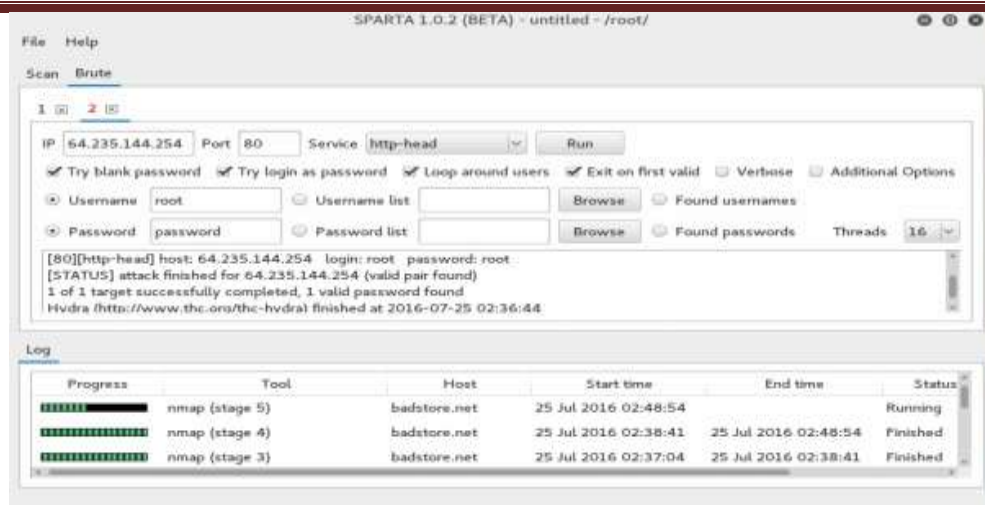 SPARTA 1.0.2 (BETA) - untitled - /root/
File Help
Scan Brute
1 2
IP 64.235.144.254 Port 80 Service http-head Run
Try blank password Try login as password Loop around users Exit on first valid Verbose Additional Options
Username root Username list Browse Found usernames
Password password Password list Browse Found passwords Threads 16
[80][http-head] host: 64.235.144.254 login: root password: root
[STATUS] attack finished for 64.235.144.254 (valid pair found)
1 of 1 target successfully completed, 1 valid password found
Hydra (http://www.thc.org/thc-hydra) finished at 2016-07-25 02:36:44
Log
Progress Tool Host Start time End time Status
nmap (stage 5) badstore.net 25 Jul 2016 02:48:54 Running
nmap (stage 4) badstore.net 25 Jul 2016 02:38:41 25 Jul 2016 02:48:54 Finished
nmap (stage 3) badstore.net 25 Jul 2016 02:37:04 25 Jul 2016 02:38:41 Finished